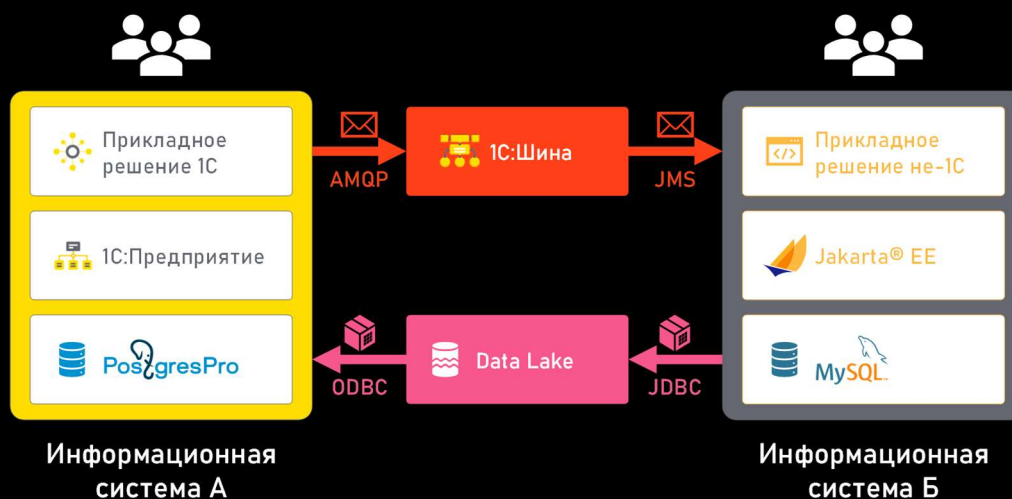 Прикладное
решение 1С
1С:Предприятие
PostgresPro
Информационная
система А
AMQP
1С:Шина
JMS
ODBC
Data Lake
JDBC
Прикладное
решение не-1С
Jakarta® EE
MySQL™
Информационная
система Б